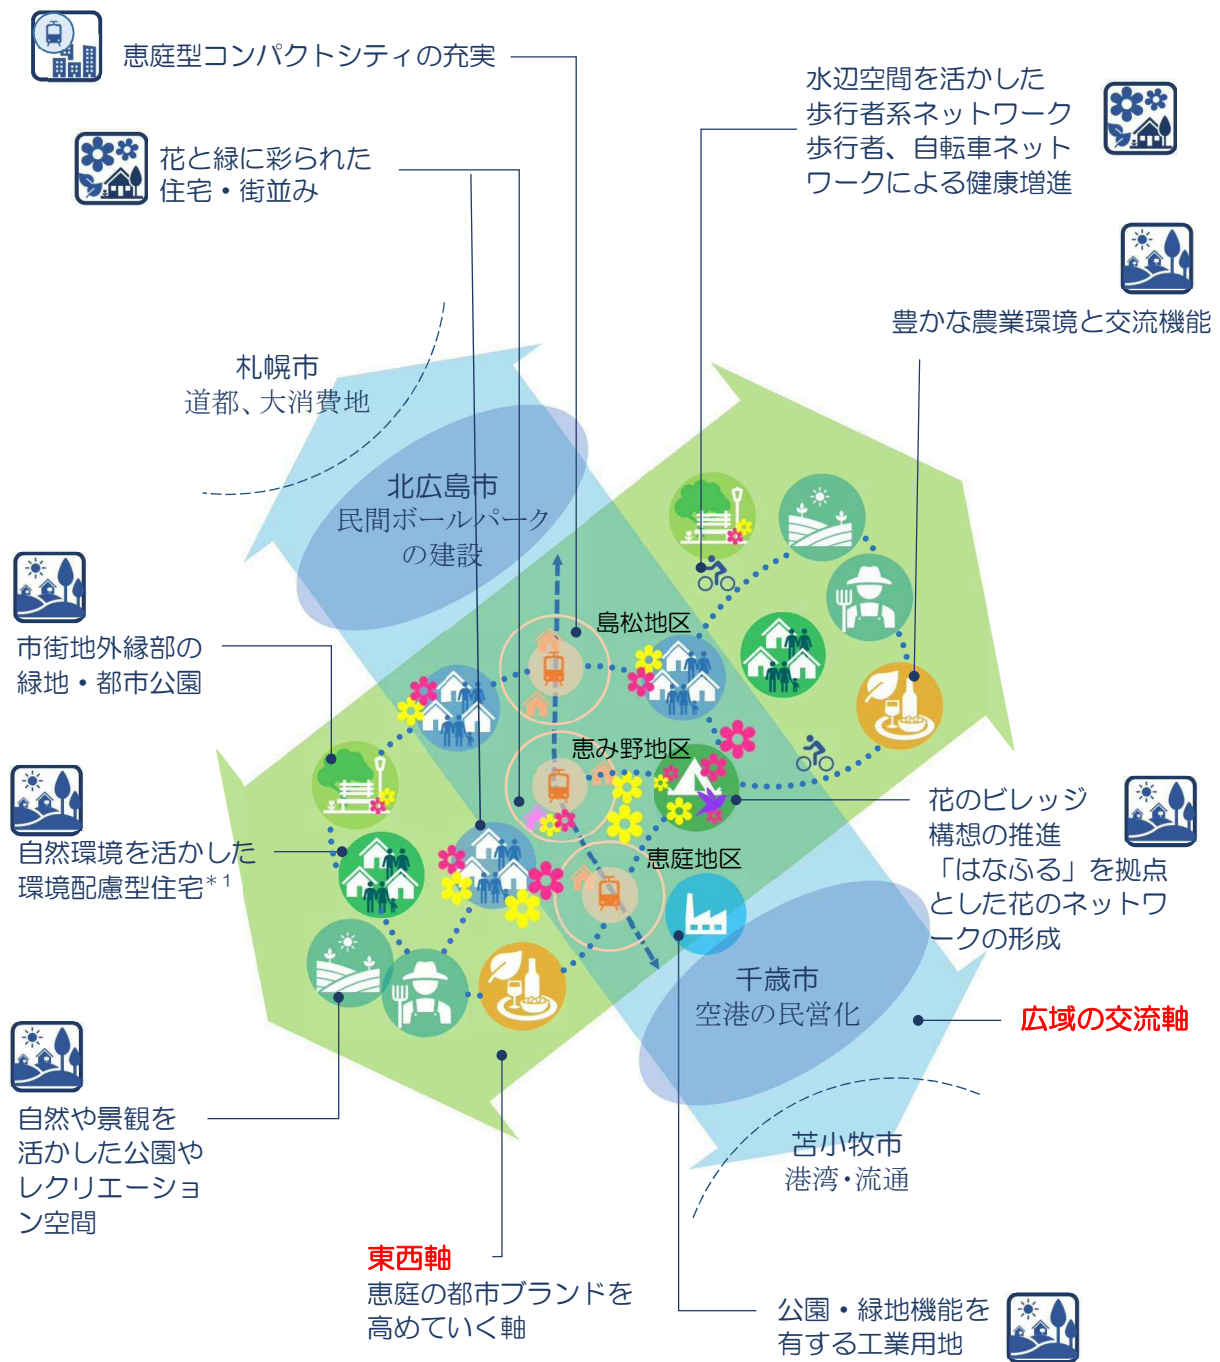 恵庭型コンパクトシティの充実
花と緑に彩られた
住宅・街並み
水辺空間を活かした
歩行者系ネットワーク
歩行者、自転車ネット
ワークによる健康増進
豊かな農業環境と交流機能
札幌市
道都、大消費地
北広島市
民間ボールパーク
の建設
島松地区
市街地外縁部の
緑地・都市公園
恵み野地区
自然環境を活かした
環境配慮型住宅*1
恵庭地区
花のビレッジ
構想の推進
「はなふる」を拠点
とした花のネットワ
ークの形成
千歳市
空港の民営化
広域の交流軸
自然や景観を
活かした公園や
レクリエーショ
ン空間
苫小牧市
港湾・流通
東西軸
恵庭の都市ブランドを
高めていく軸
公園・緑地機能を
有する工業用地